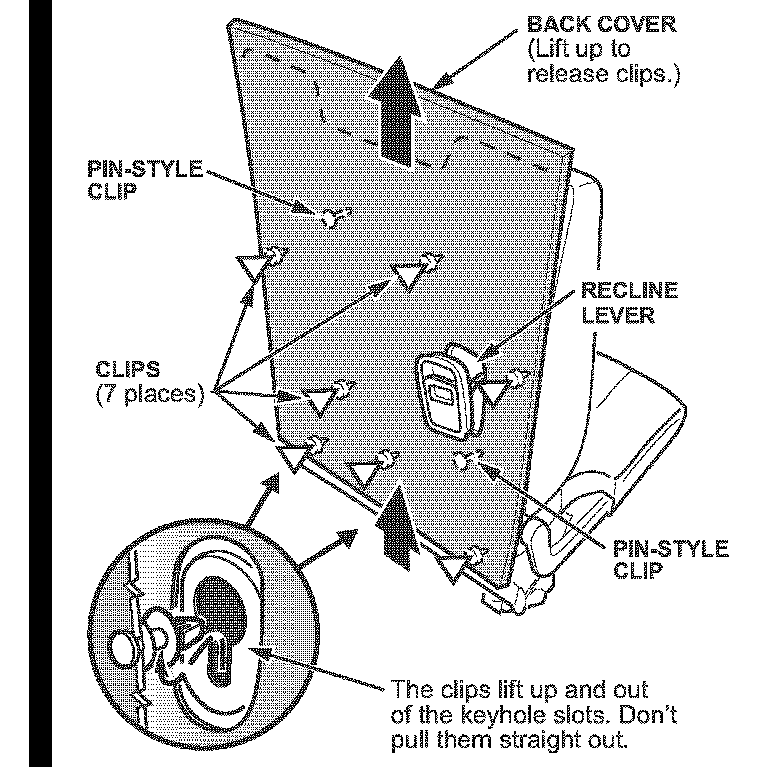 BACK COVER
(Lift up to
release clips.)
PIN-STYLE
CLIP
RECLINE
LEVER
CLIPS
(7 places)
PIN-STYLE
CLIP
The clips lift up and out
of the keyhole slots. Don't
pull them straight out.